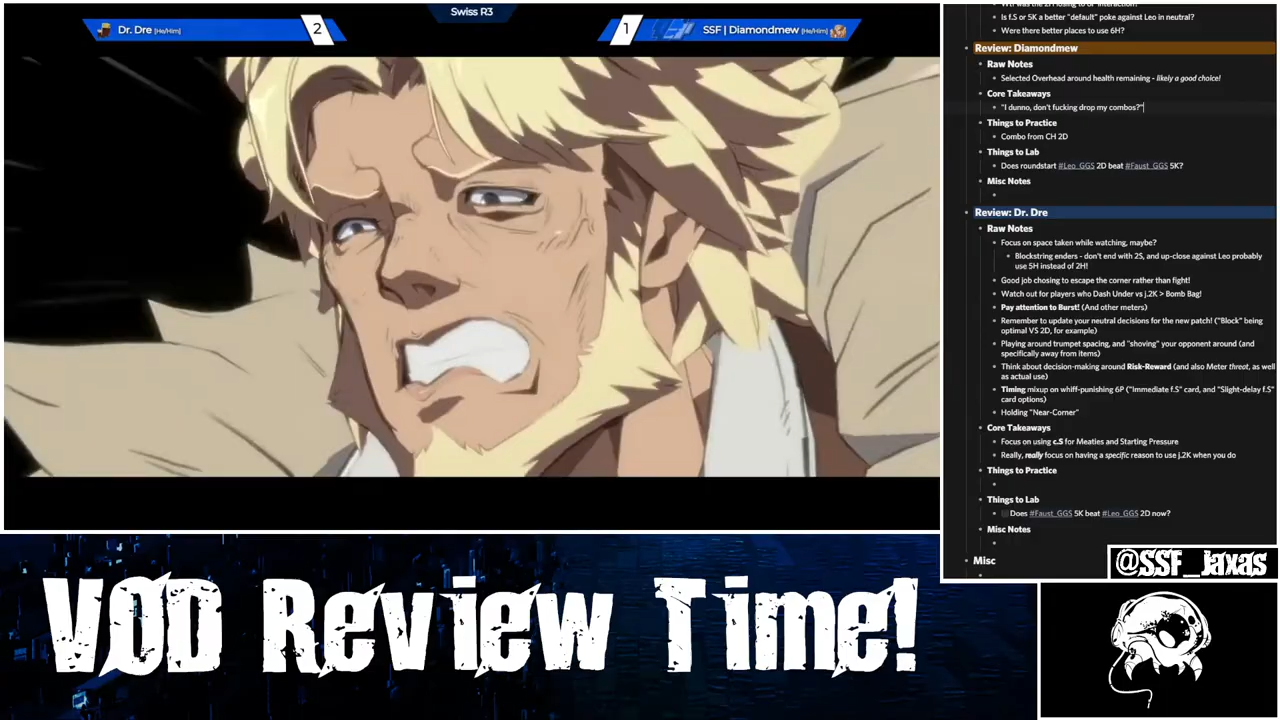 Swiss R3
Dr. Dre [He/Him]
2
1
SSF | Diamondmew [He/Him]
Is f.S or 5K a better "default" poke against Leo in neutral?
Were there better places to use 6H?
Review: Diamondmew
Raw Notes
Selected Overhead around health remaining - likely a good choice!
Core Takeaways
"I dunno, don't fucking drop my combos?"
Things to Practice
Combo from CH 2D
Things to Lab
Does roundstart #Leo_GGS 2D beat #Faust_GGS 5K?
Misc Notes
Review: Dr. Dre
Raw Notes
Focus on space taken while watching, maybe?
Blockstring enders - don't end with 2S, and up-close against Leo probably
use 5H instead of 2H!
Good job chosing to escape the corner rather than fight!
Watch out for players who Dash Under vs j.2K > Bomb Bag!
Pay attention to Burst! (And other meters)
Remember to update your neutral decisions for the new patch! ("Block" being
optimal VS 2D, for example)
Playing around trumpet spacing, and "shoving" your opponent around (and
specifically away from items)
Think about decision-making around Risk-Reward (and also Meter threat, as well
as actual use)
Timing mixup on whiff-punishing 6P ("Immediate f.S" card, and "Slight-delay f.S"
card options)
Holding "Near-Corner"
Core Takeaways
Focus on using c.S for Meaties and Starting Pressure
Really, really focus on having a specific reason to use j.2K when you do
Things to Practice
Things to Lab
Does #Faust_GGS 5K beat #Leo_GGS 2D now?
Misc Notes
Misc
@SSF_Jaxas
VOD Review Time!